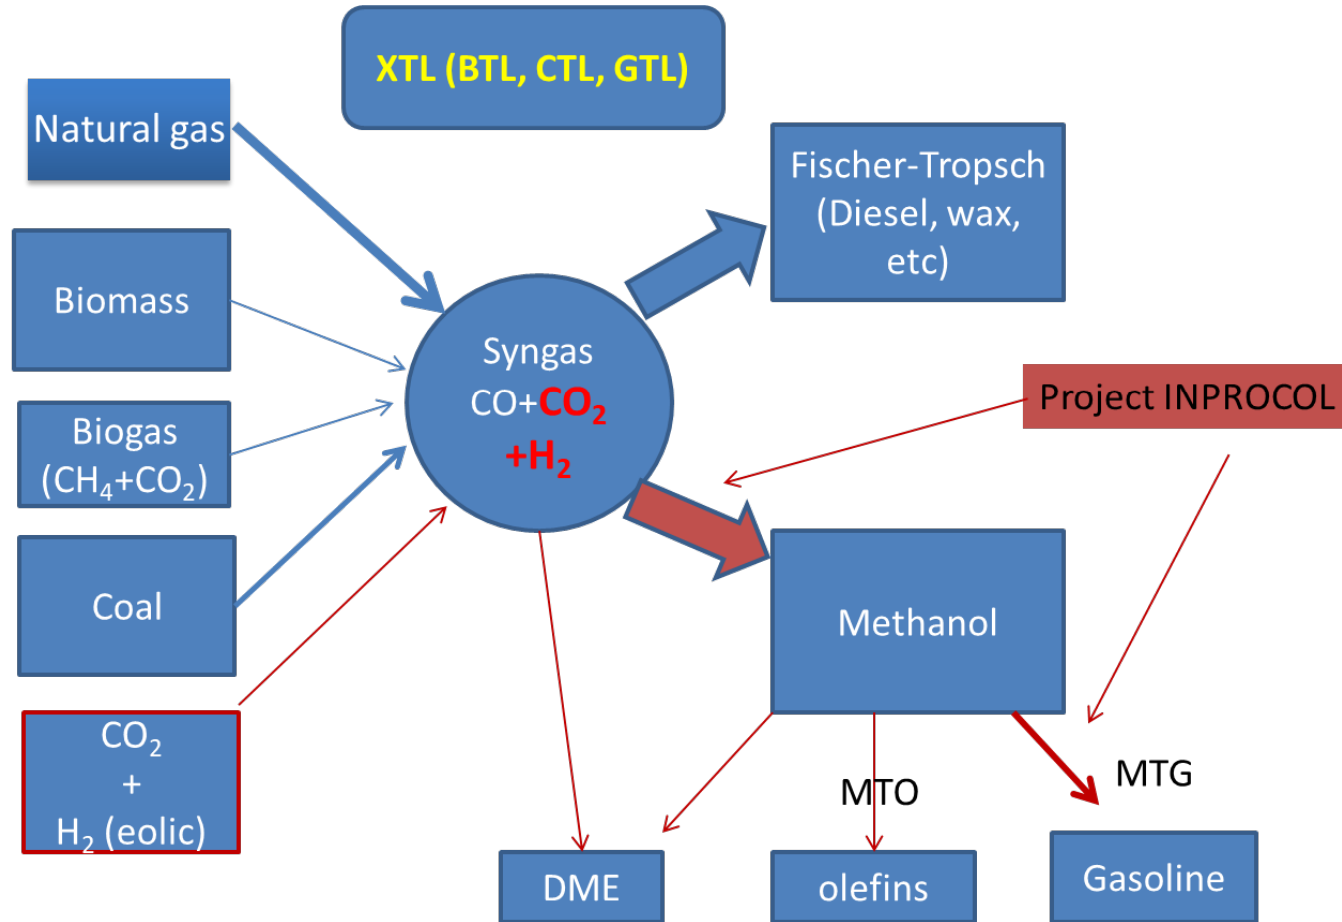 XTL (BTL, CTL, GTL)
Natural gas
Fischer-Tropsch
(Diesel, wax,
etc)
Biomass
Syngas
CO+CO₂
+H₂
Project INPROCOL
Biogas
(CH₄+CO₂)
Coal
Methanol
CO₂
+
H₂ (eolic)
MTO
MTG
DME
olefins
Gasoline